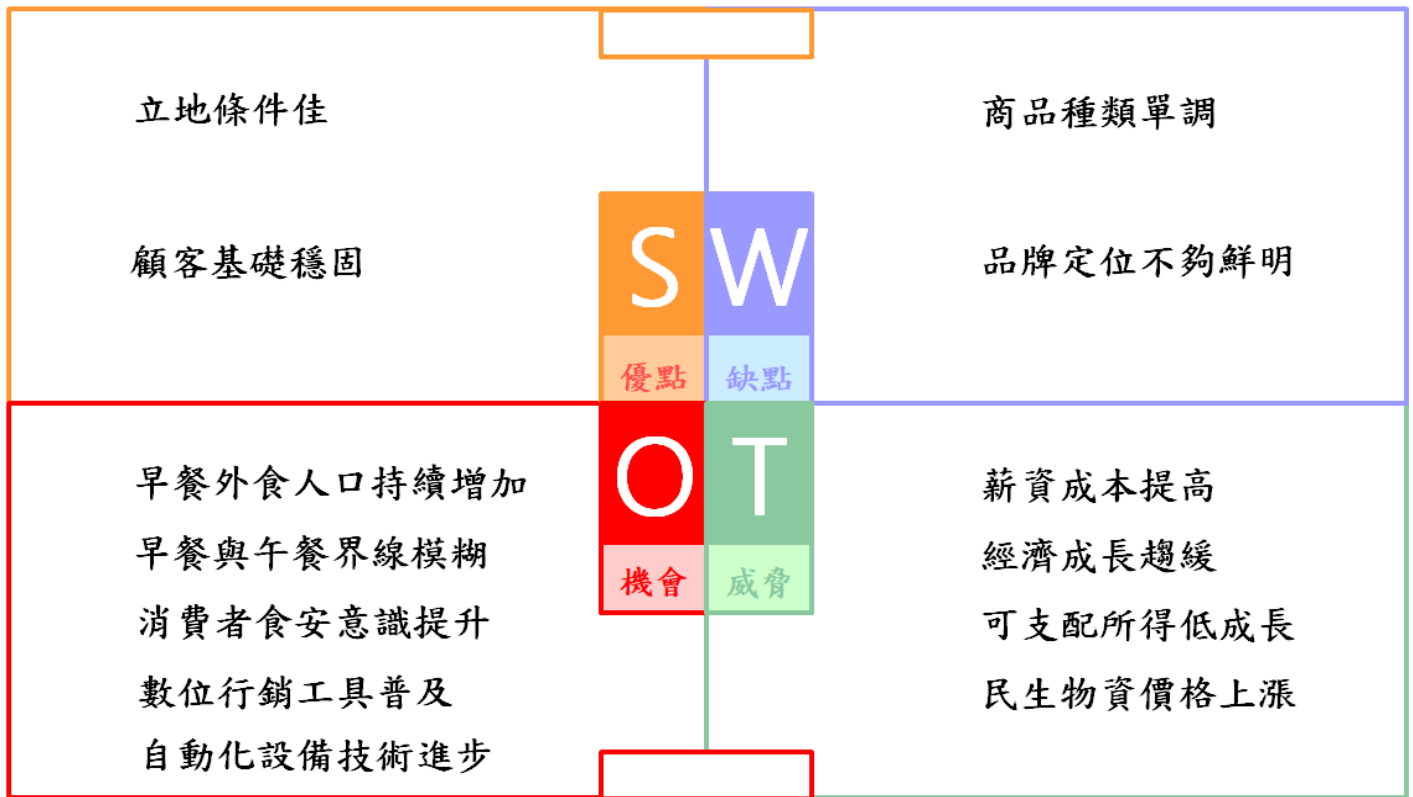 立地條件佳
顧客基礎穩固
S
優點
W
缺點
商品種類單調
品牌定位不夠鮮明
早餐外食人口持續增加
早餐與午餐界線模糊
消費者食安意識提升
數位行銷工具普及
自動化設備技術進步
O
機會
T
威脅
薪資成本提高
經濟成長趨緩
可支配所得低成長
民生物資價格上漲